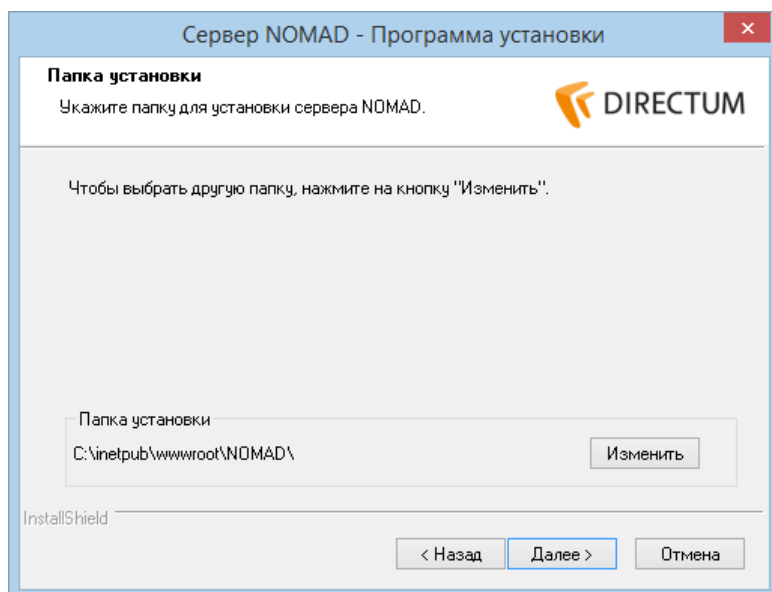 Сервер NOMAD - Программа установки
Папка установки
Укажите папку для установки сервера NOMAD.
DIRECTUM
Чтобы выбрать другую папку, нажмите на кнопку "Изменить".
Папка установки
C:\inetpub\wwwroot\NOMAD\
Изменить
InstallShield
< Назад
Далее >
Отмена